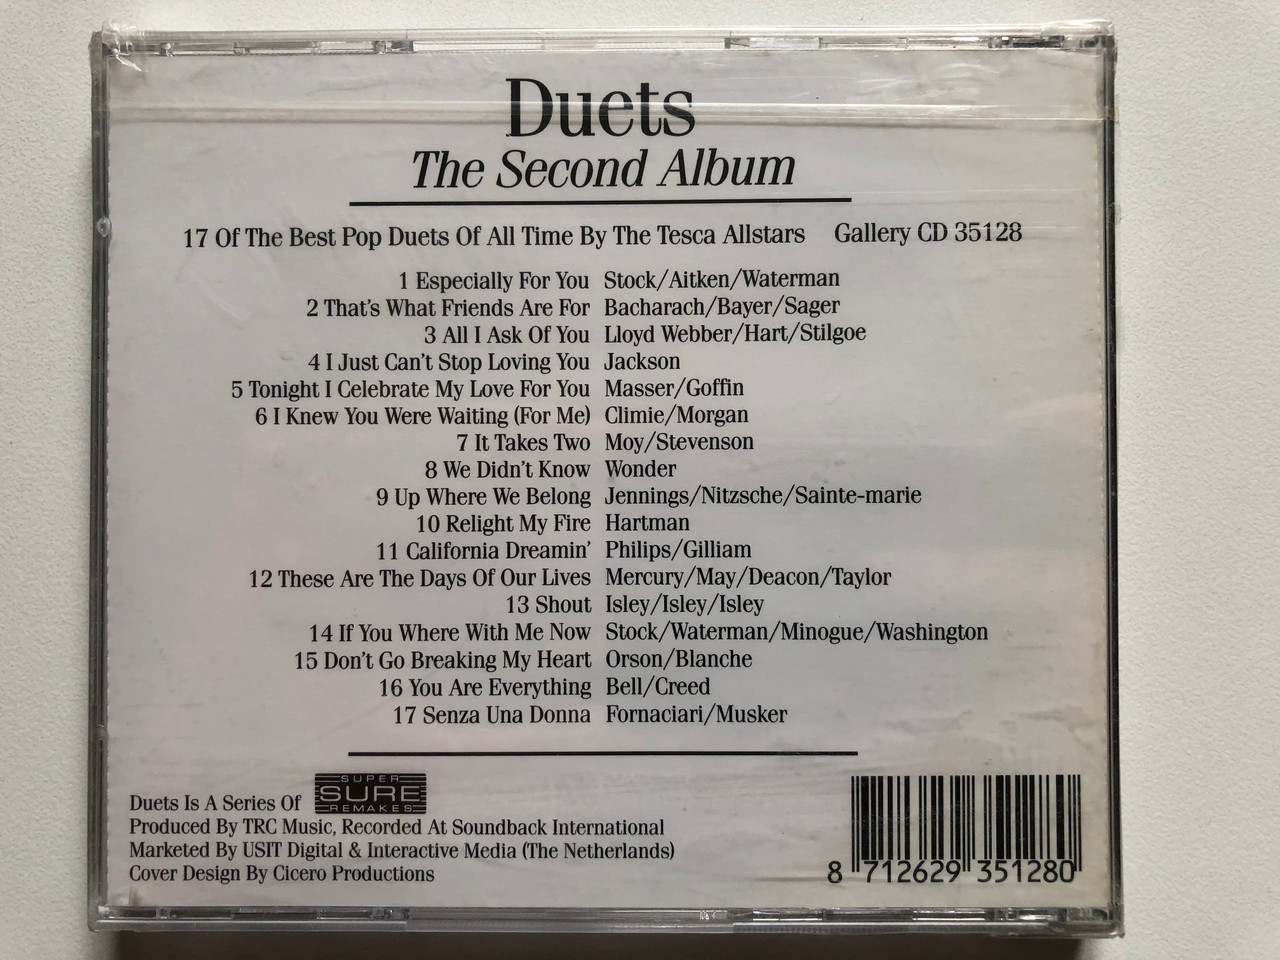 Duets
The Second Album
17 Of The Best Pop Duets Of All Time By The Tesca Allstars Gallery CD 35128
1 Especially For You Stock/Aitken/Waterman
2 That's What Friends Are For Bacharach/Bayer/Sager
3 All I Ask Of You Lloyd Webber/Hart/Stilgoe
4 I Just Can't Stop Loving You Jackson
5 Tonight I Celebrate My Love For You Masser/Goffin
6 I Knew You Were Waiting (For Me) Climie/Morgan
7 It Takes Two Moy/Stevenson
8 We Didn't Know Wonder
9 Up Where We Belong Jennings/Nitzsche/Sainte-marie
10 Relight My Fire Hartman
11 California Dreamin' Philips/Gilliam
12 These Are The Days Of Our Lives Mercury/May/Deacon/Taylor
13 Shout Isley/Isley/Isley
14 If You Where With Me Now Stock/Waterman/Minogue/Washington
15 Don't Go Breaking My Heart Orson/Blanche
16 You Are Everything Bell/Creed
17 Senza Una Donna Fornaciari/Musker
SUPER
SURE
REMAKES
Duets Is A Series Of
Produced By TRC Music, Recorded At Soundback International
Marketed By USIT Digital & Interactive Media (The Netherlands)
Cover Design By Cicero Productions
8 712629 351280